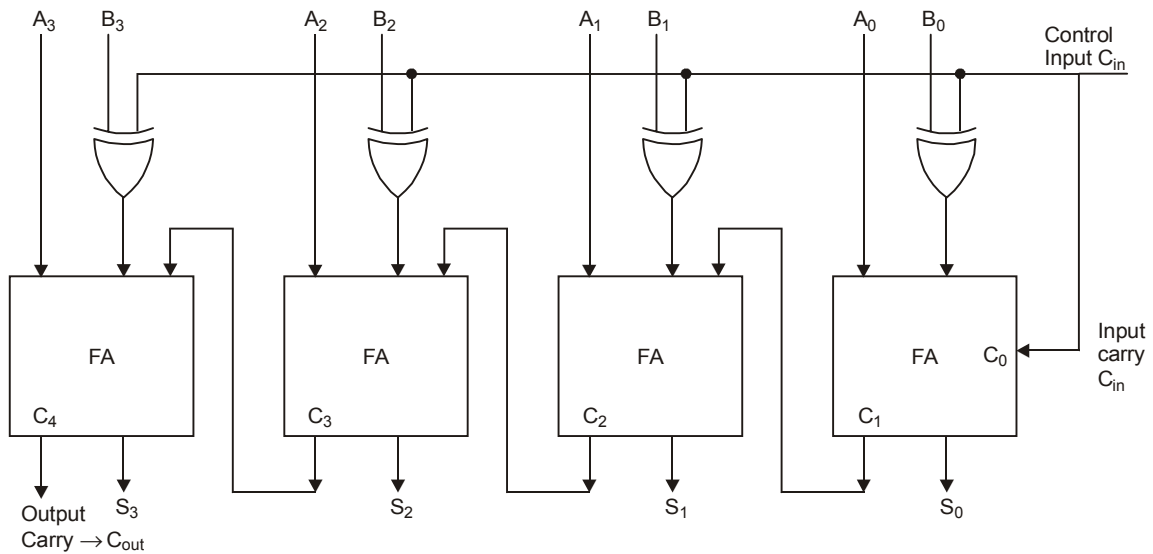 A₃ B₃ A₂ B₂ A₁ B₁ A₀ B₀
Control
Input Cᵢₙ
FA FA FA FA C₀
Input
carry
Cᵢₙ
C₄ C₃ C₂ C₁
S₃ S₂ S₁ S₀
Output
Carry → Cₒᵤₜ